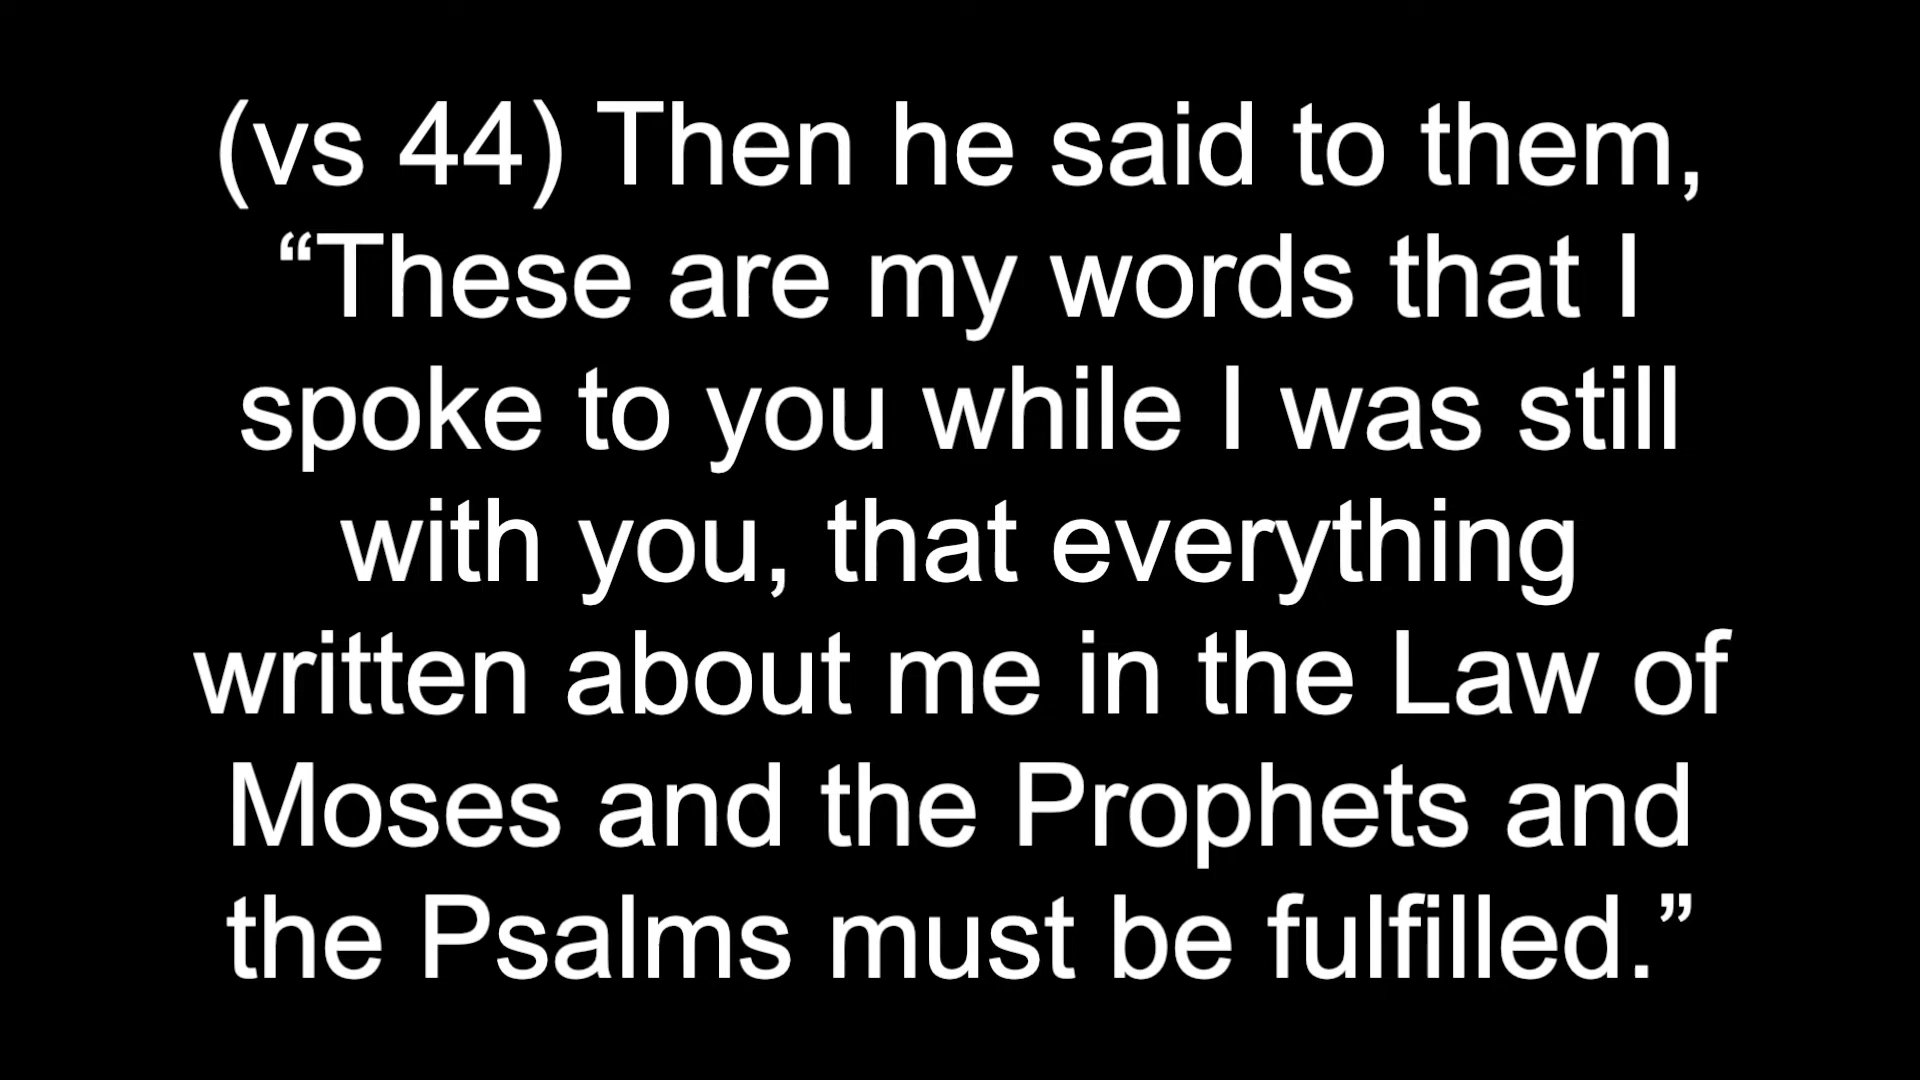 (vs 44) Then he said to them,
“These are my words that I
spoke to you while I was still
with you, that everything
written about me in the Law of
Moses and the Prophets and
the Psalms must be fulfilled.”